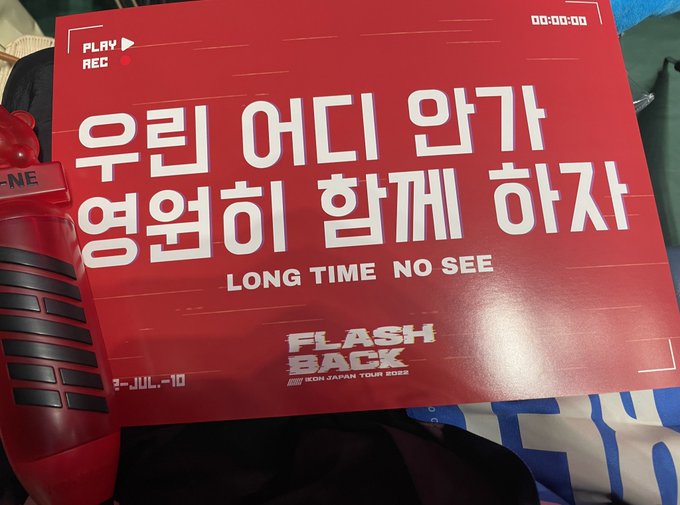 PLAY
REC
00:00:00
우린 어디 안가
영원히 함께 하자
LONG TIME NO SEE
FLASH
BACK
iKON JAPAN TOUR 2022
-JUL.-10
-NE